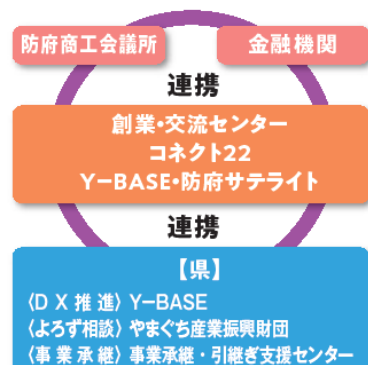 防府商工会議所
金融機関
連携
創業・交流センター
コネクト22
Y-BASE・防府サテライト
連携
【県】
〈DX推進〉Y-BASE
〈よろず相談〉やまぐち産業振興財団
〈事業承継〉事業承継・引継ぎ支援センター